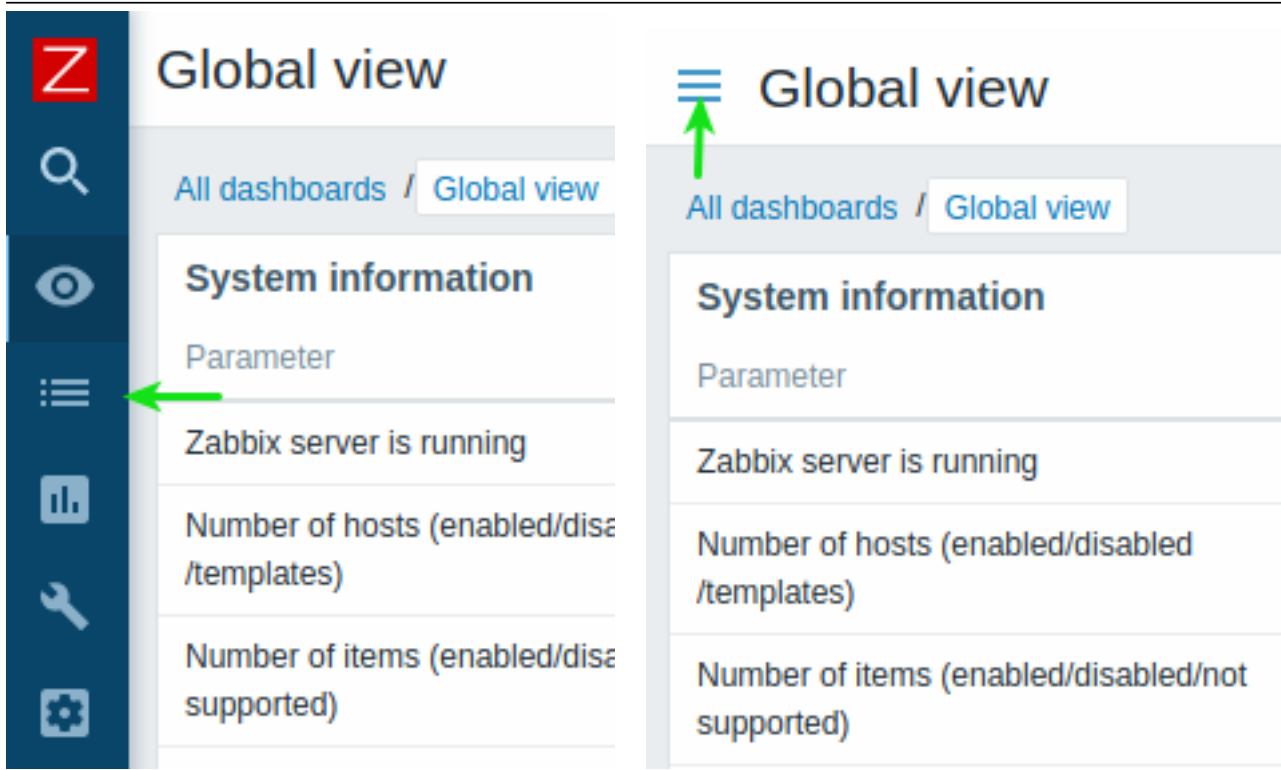 Z
Global view
All dashboards / Global view
System information
Parameter
Zabbix server is running
Number of hosts (enabled/disa
/templates)
Number of items (enabled/disa
supported)
Global view
All dashboards / Global view
System information
Parameter
Zabbix server is running
Number of hosts (enabled/disabled
/templates)
Number of items (enabled/disabled/not
supported)